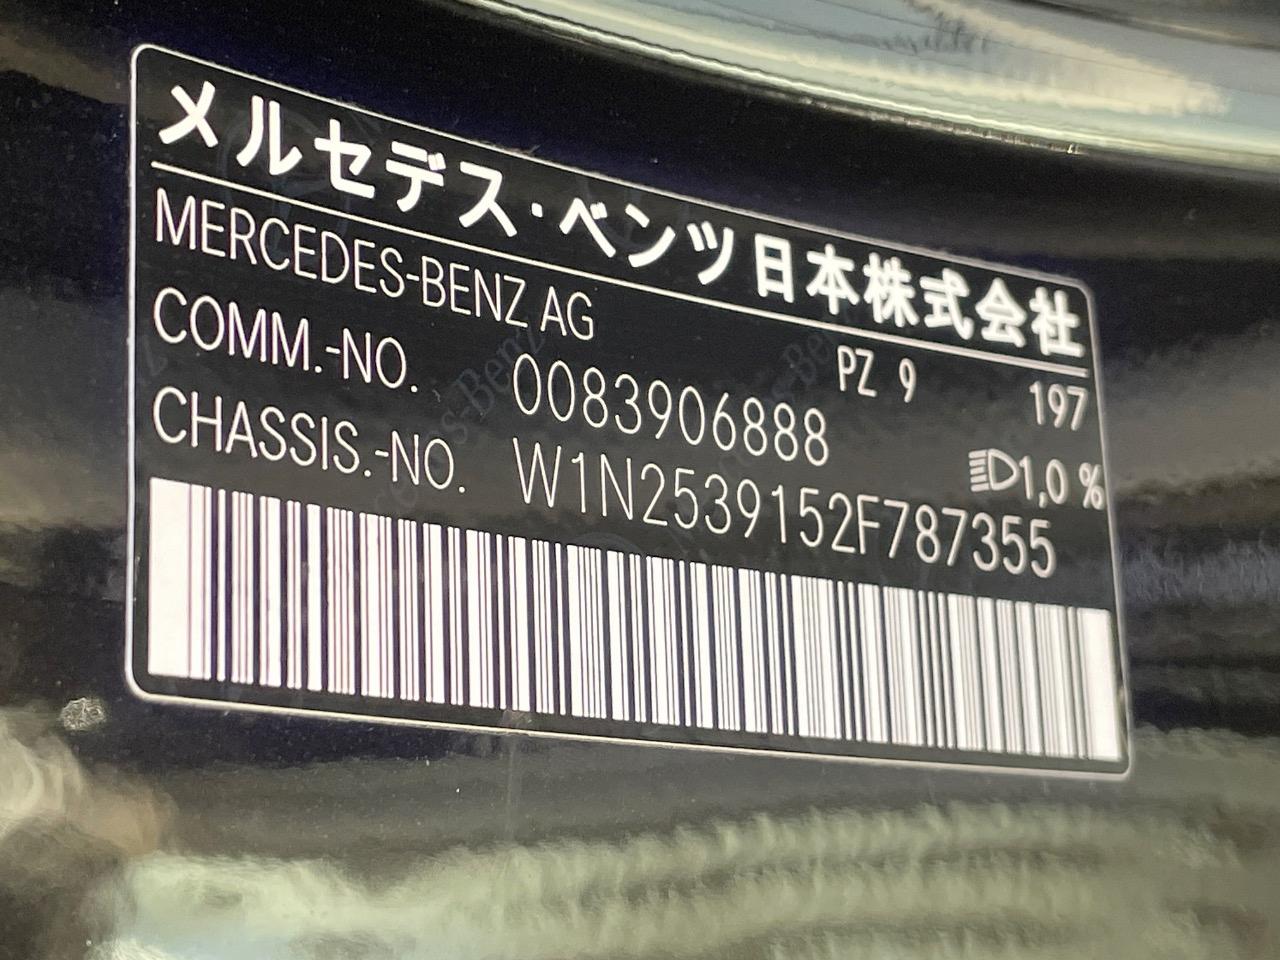 メルセデス・ベンツ日本株式会社
MERCEDES-BENZ AG
PZ 9 197
COMM.-NO. 0083906888
1,0 %
CHASSIS.-NO. W1N2539152F787355